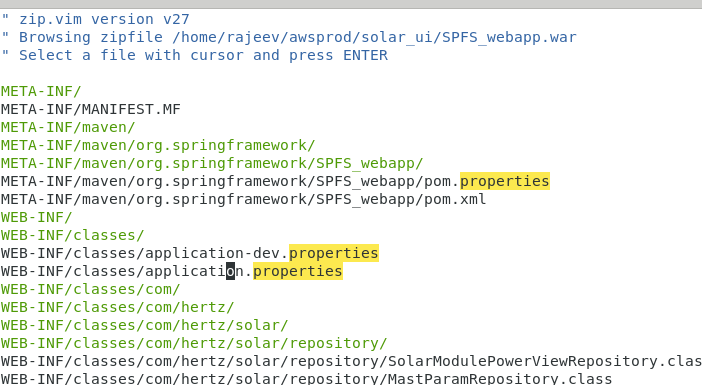 " zip.vim version v27
" Browsing zipfile /home/rajeev/awsprod/solar_ui/SPFS_webapp.war
" Select a file with cursor and press ENTER
META-INF/
META-INF/MANIFEST.MF
META-INF/maven/
META-INF/maven/org.springframework/
META-INF/maven/org.springframework/SPFS_webapp/
META-INF/maven/org.springframework/SPFS_webapp/pom.properties
META-INF/maven/org.springframework/SPFS_webapp/pom.xml
WEB-INF/
WEB-INF/classes/
WEB-INF/classes/application-dev.properties
WEB-INF/classes/application.properties
WEB-INF/classes/com/
WEB-INF/classes/com/hertz/
WEB-INF/classes/com/hertz/solar/
WEB-INF/classes/com/hertz/solar/repository/
WEB-INF/classes/com/hertz/solar/repository/SolarModulePowerViewRepository.clas
WEB-INF/classes/com/hertz/solar/repository/MastParamRepository.class